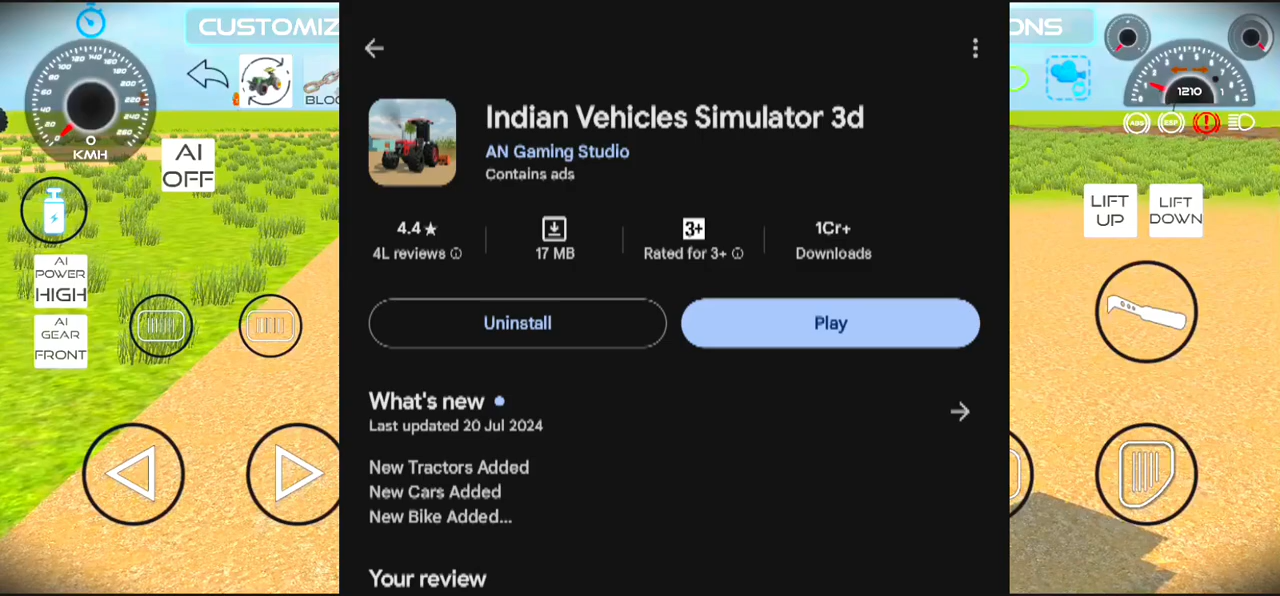 CUSTOMIZ
ONS
BLOC
0
KMH
1210
AI
OFF
AI
POWER
HIGH
AI
GEAR
FRONT
LIFT
UP
LIFT
DOWN
Indian Vehicles Simulator 3d
AN Gaming Studio
Contains ads
4.4★
4L reviews
17 MB
3+
Rated for 3+
1Cr+
Downloads
Uninstall
Play
What's new
Last updated 20 Jul 2024
New Tractors Added
New Cars Added
New Bike Added...
Your review